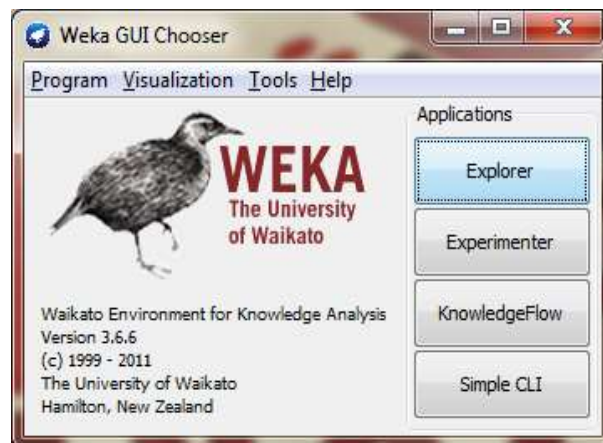 Weka GUI Chooser
Program Visualization Tools Help
WEKA
The University
of Waikato
Waikato Environment for Knowledge Analysis
Version 3.6.6
(c) 1999 - 2011
The University of Waikato
Hamilton, New Zealand
Applications
Explorer
Experimenter
KnowledgeFlow
Simple CLI